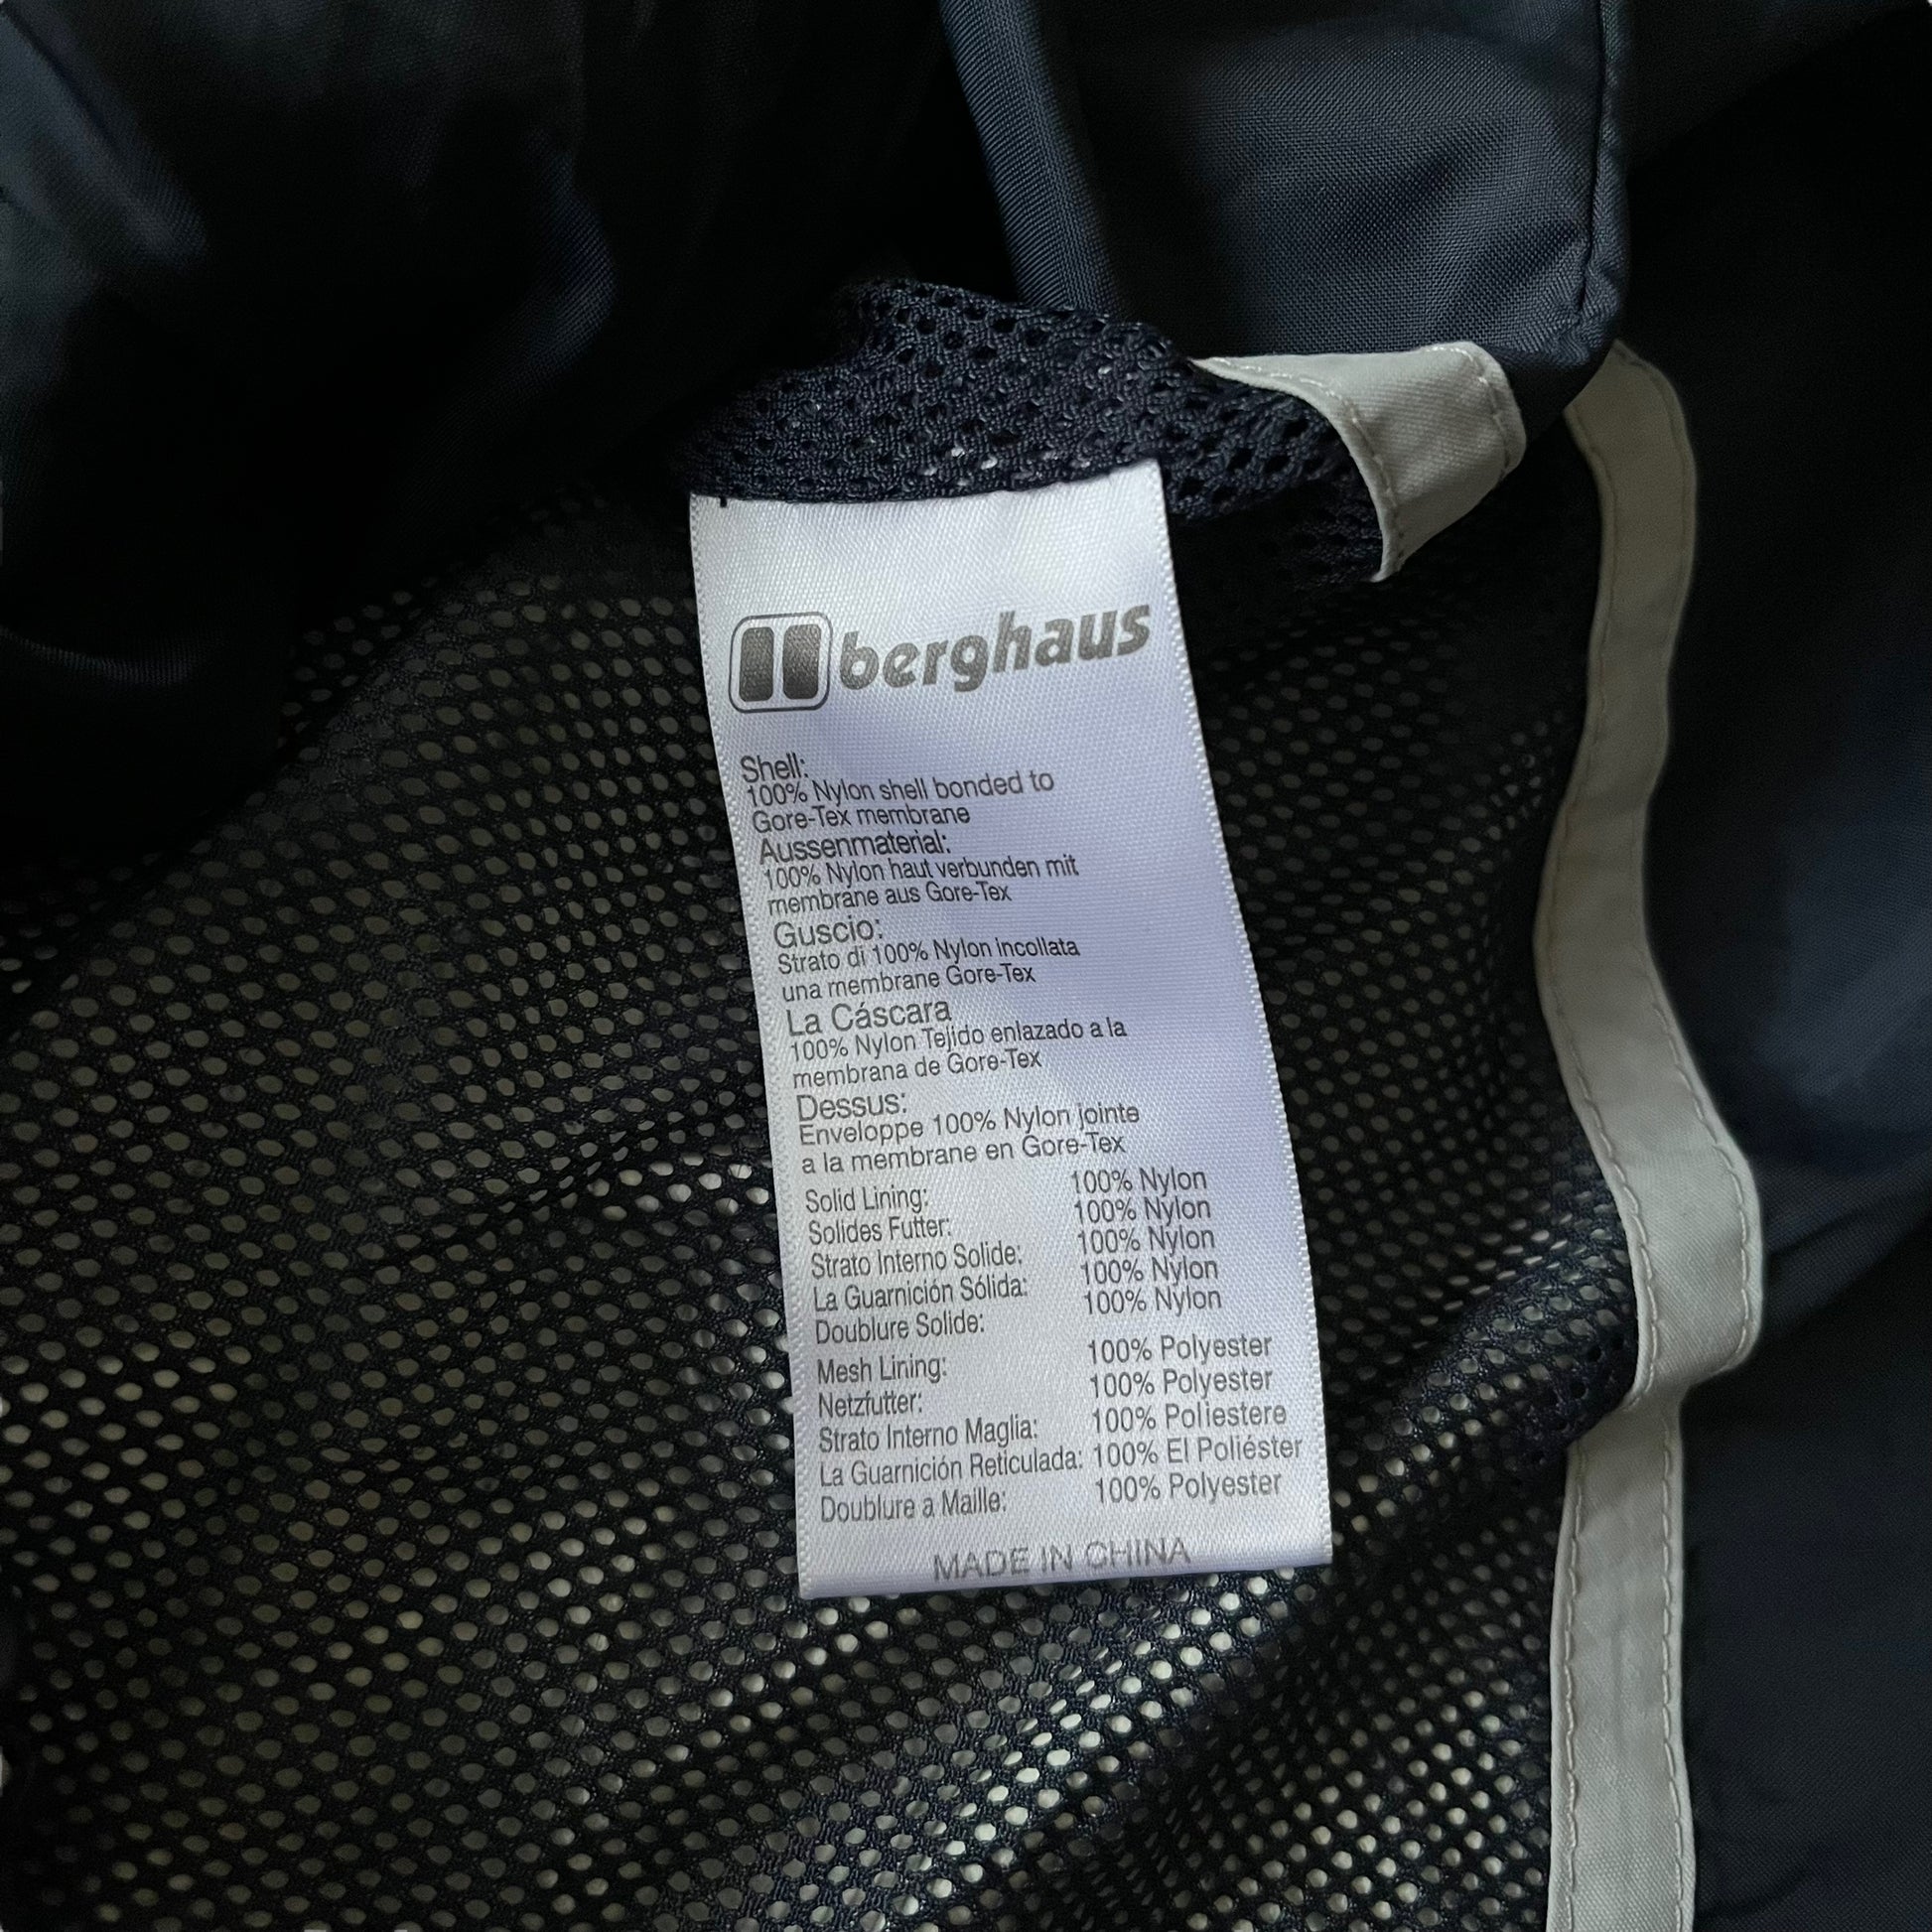 berghaus
Shell:
100% Nylon shell bonded to
Gore-Tex membrane
Aussenmaterial:
100% Nylon haut verbunden mit
membrane aus Gore-Tex
Guscio:
Strato di 100% Nylon incollata
una membrane Gore-Tex
La Cáscara
100% Nylon Tejido enlazado a la
membrana de Gore-Tex
Dessus:
Enveloppe 100% Nylon jointe
a la membrane en Gore-Tex
Solid Lining: 100% Nylon
Solides Futter: 100% Nylon
Strato Interno Solide: 100% Nylon
La Guarnición Sólida: 100% Nylon
Doublure Solide: 100% Nylon
Mesh Lining: 100% Polyester
Netzfutter: 100% Polyester
Strato Interno Maglia: 100% Poliestere
La Guarnición Reticulada: 100% El Poliéster
Doublure a Maille: 100% Polyester
MADE IN CHINA